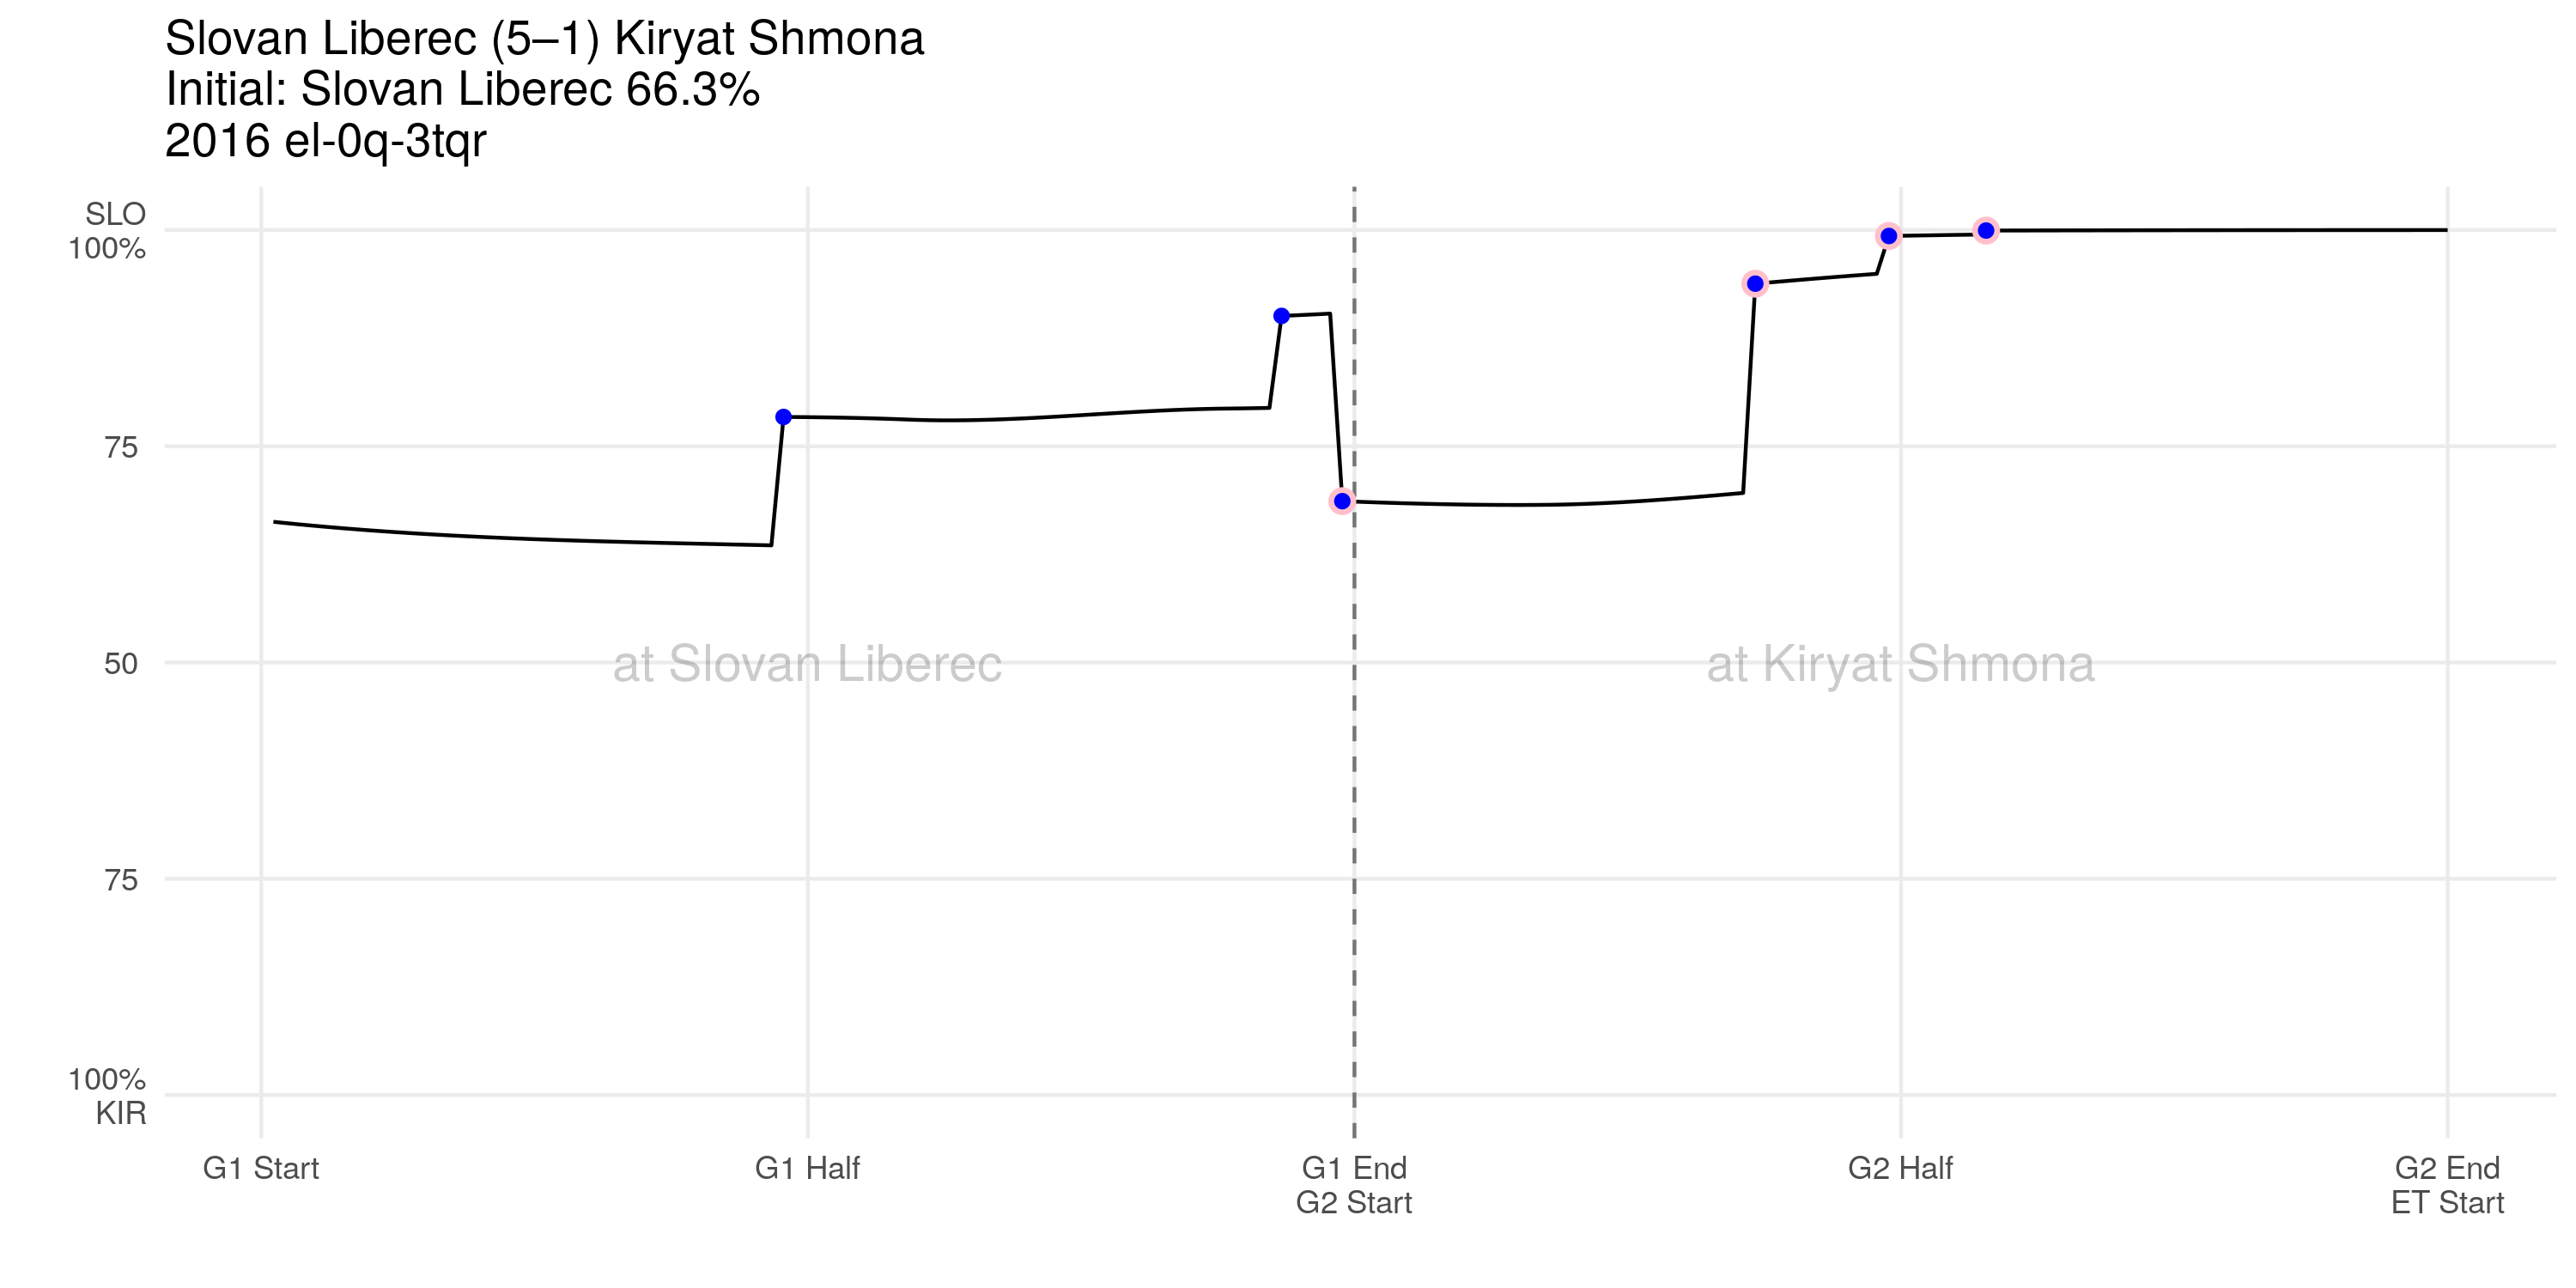 Slovan Liberec (5–1) Kiryat Shmona
Initial: Slovan Liberec 66.3%
2016 el-0q-3tqr
SLO
100%
75
50
75
100%
KIR
at Slovan Liberec
at Kiryat Shmona
G1 Start
G1 Half
G1 End
G2 Start
G2 Half
G2 End
ET Start